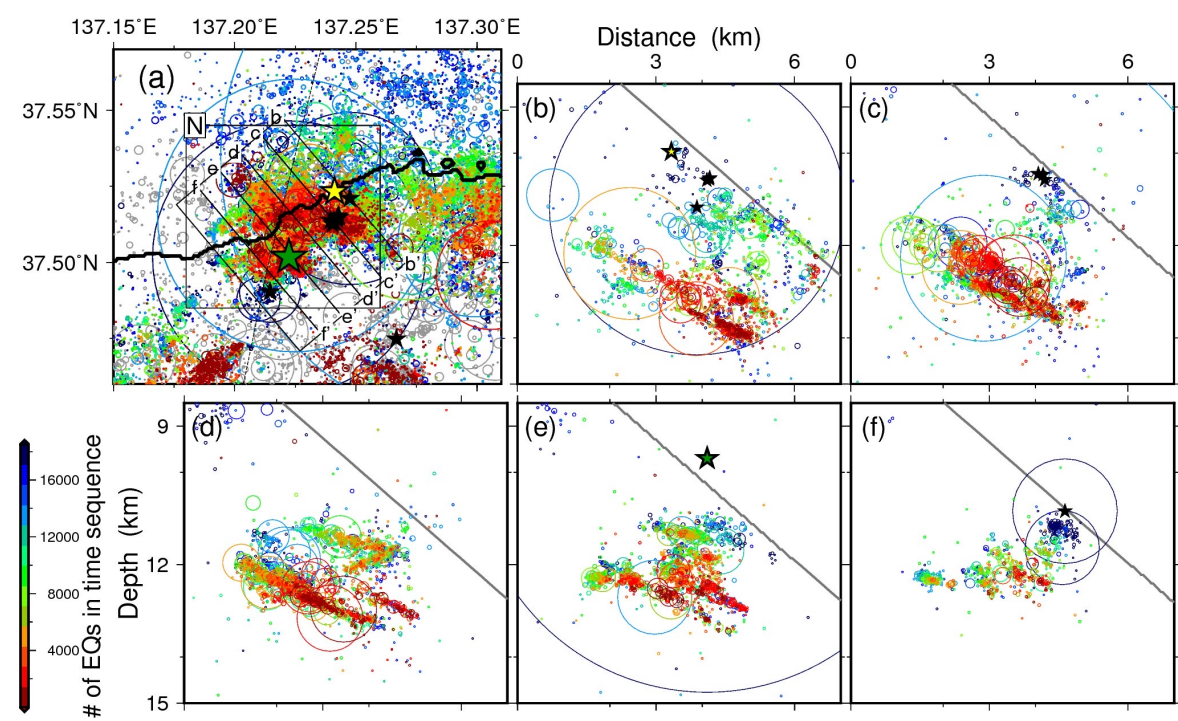 137.15°E 137.20°E 137.25°E 137.30°E
Distance (km)
0 3 6 0 3 6
37.55°N
37.50°N
(a)
N
b
c
d
e
f
b'
c'
d'
e'
f'
(b)
(c)
(d)
(e)
(f)
9
12
15
Depth (km)
16000
12000
8000
4000
# of EQs in time sequence